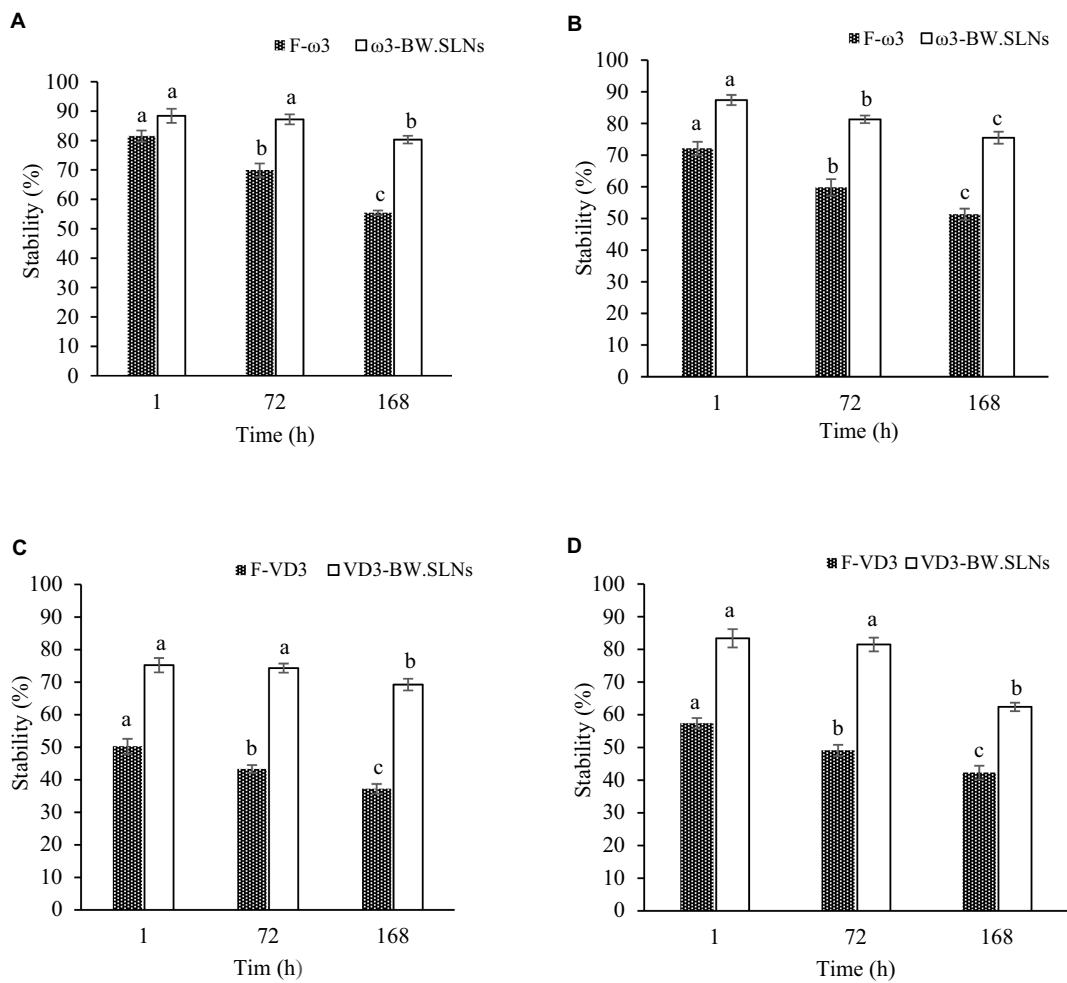 A
F-ω3 ω3-BW.SLNs
Stability (%)
100
90
80
70
60
50
40
30
20
10
0
a a
b a
c b
1 72 168
Time (h)
B
F-ω3 ω3-BW.SLNs
Stability (%)
100
90
80
70
60
50
40
30
20
10
0
a a
b b
c c
1 72 168
Time (h)
C
F-VD3 VD3-BW.SLNs
Stability (%)
100
90
80
70
60
50
40
30
20
10
0
a a
b a
c b
1 72 168
Tim (h)
D
F-VD3 VD3-BW.SLNs
Stability (%)
100
90
80
70
60
50
40
30
20
10
0
a a
b a
c b
1 72 168
Time (h)